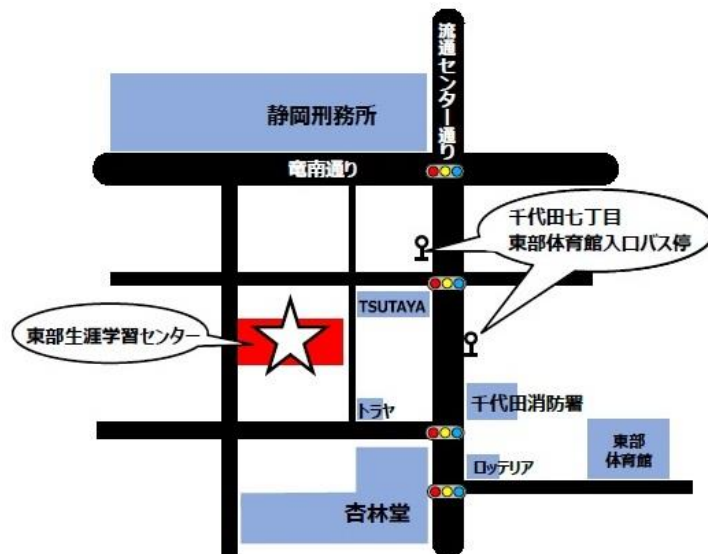 流通センター通り
静岡刑務所
竜南通り
千代田七丁目
東部体育館入口バス停
TSUTAYA
東部生涯学習センター
トラヤ
千代田消防署
東部
体育館
ロッテリア
杏林堂